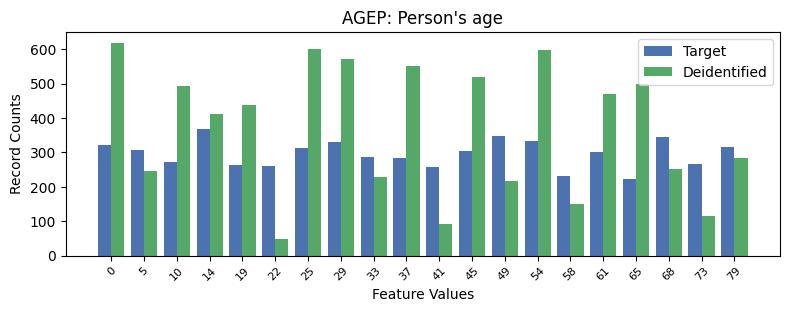 AGEP: Person's age
Target
Deidentified
Record Counts
600
500
400
300
200
100
0
0 5 10 14 19 22 25 29 33 37 41 45 49 54 58 61 65 68 73 79
Feature Values